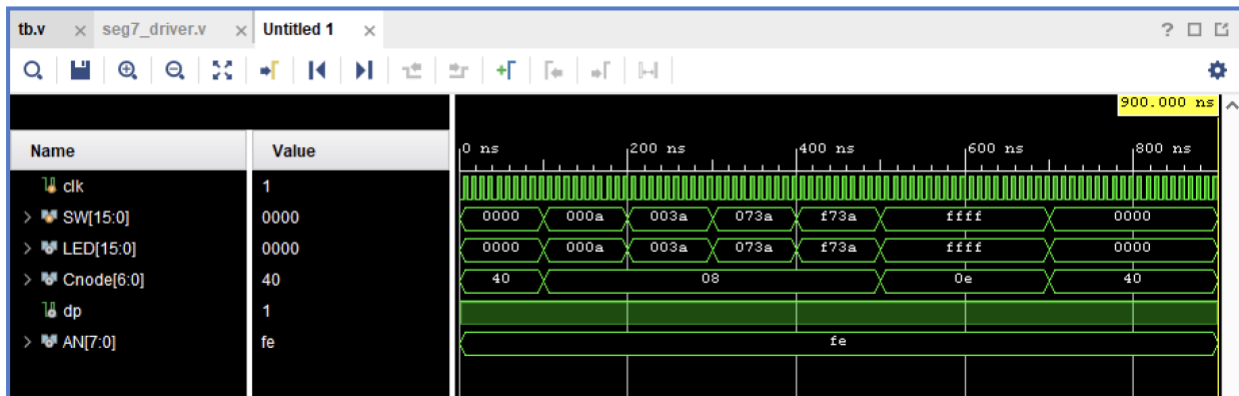 tb.v × seg7_driver.v × Untitled 1 ×
?
900.000 ns
Name Value
0 ns 200 ns 400 ns 600 ns 800 ns
clk 1
SW[15:0] 0000 0000 000a 003a 073a f73a ffff 0000
LED[15:0] 0000 0000 000a 003a 073a f73a ffff 0000
Cnode[6:0] 40 40 08 0e 40
dp 1
AN[7:0] fe fe